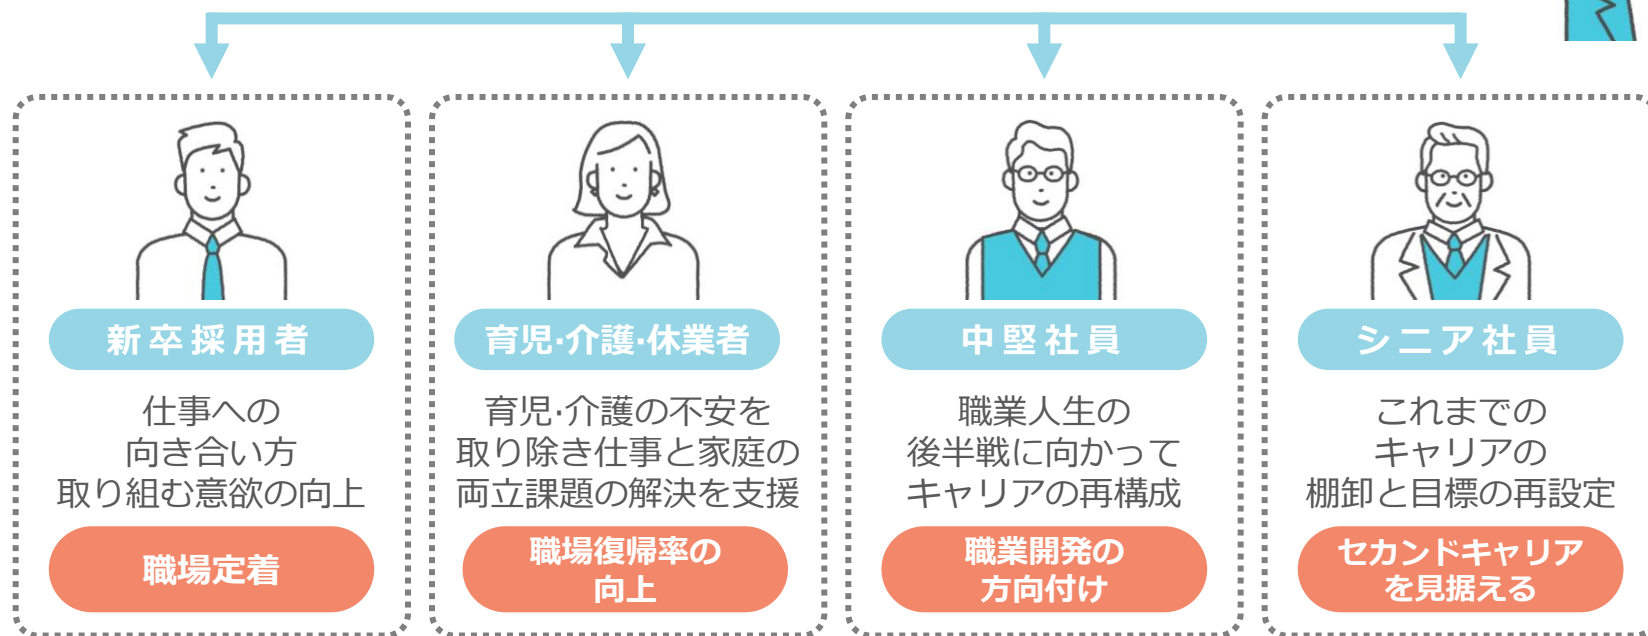 新卒採用者
仕事への
向き合い方
取り組む意欲の向上
職場定着
育児・介護・休業者
育児・介護の不安を
取り除き仕事と家庭の
両立課題の解決を支援
職場復帰率の
向上
中堅社員
職業人生の
後半戦に向かって
キャリアの再構成
職業開発の
方向付け
シニア社員
これまでの
キャリアの
棚卸と目標の再設定
セカンドキャリア
を見据える